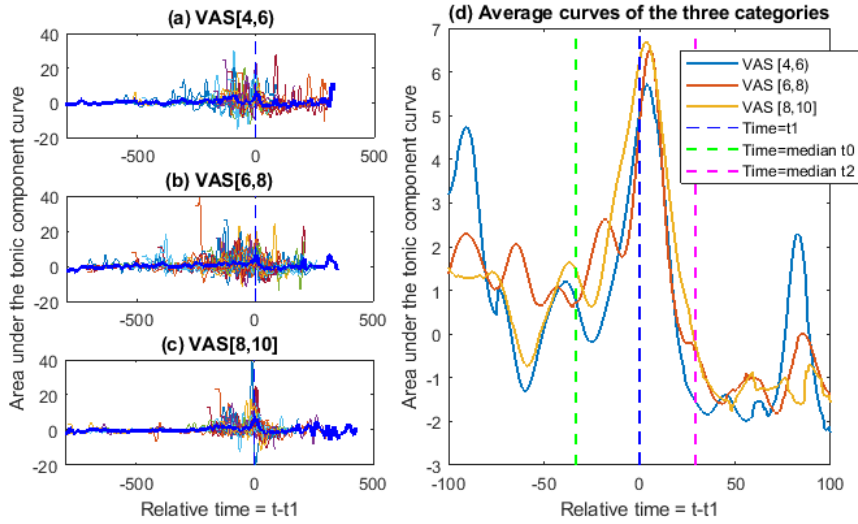 (a) VAS[4,6)
40
20
0
-20
-500
0
500
(b) VAS[6,8)
40
20
0
-20
-500
0
500
(c) VAS[8,10]
40
20
0
-20
-500
0
500
Relative time = t-t1
Area under the tonic component curve
(d) Average curves of the three categories
7
6
5
4
3
2
1
0
-1
-2
-3
-100
-50
0
50
100
Relative time = t-t1
Area under the tonic component curve
VAS [4,6)
VAS [6,8)
VAS [8,10]
Time=t1
Time=median t0
Time=median t2